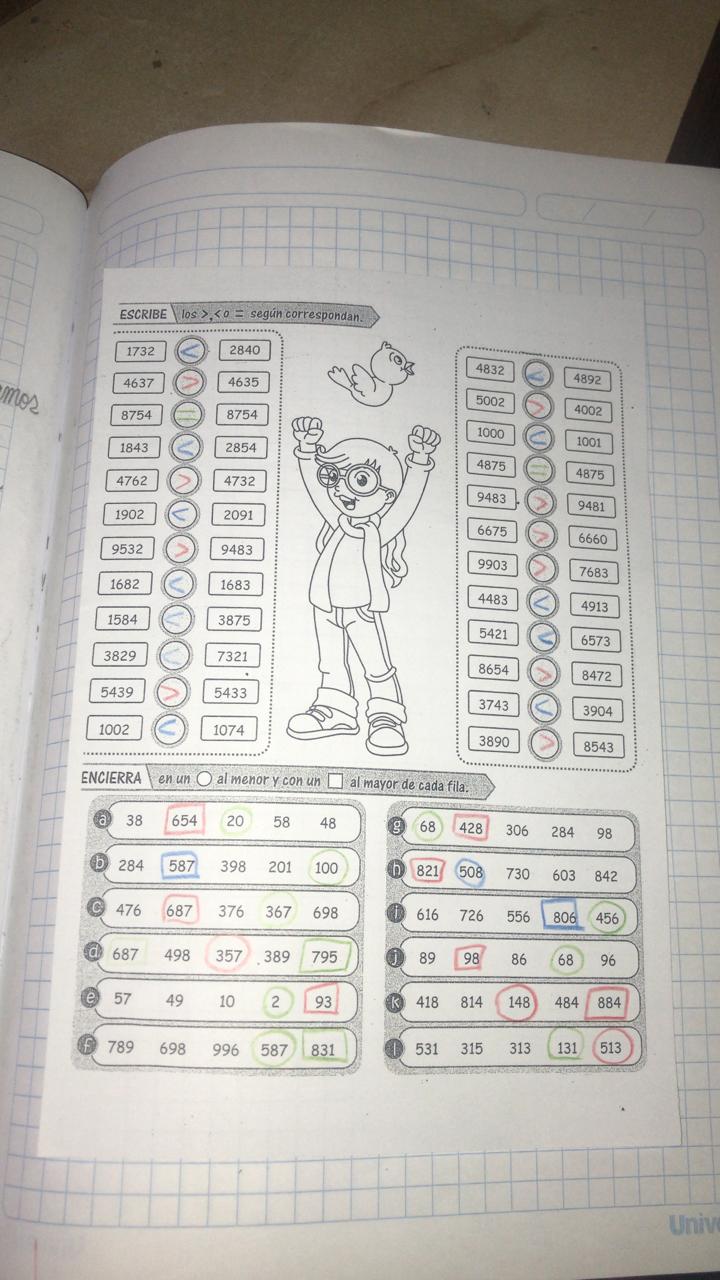 ESCRIBE los >, < o = según correspondan.
1732 < 2840
4637 > 4635
8754 = 8754
1843 < 2854
4762 > 4732
1902 < 2091
9532 > 9483
1682 < 1683
1584 < 3875
3829 < 7321
5439 > 5433
1002 < 1074
4832 < 4892
5002 > 4002
1000 < 1001
4875 = 4875
9483 > 9481
6675 > 6660
9903 > 7683
4483 < 4913
5421 < 6573
8654 > 8472
3743 < 3904
3890 > 8543
ENCIERRA en un al menor y con un al mayor de cada fila.
a 38 654 20 58 48
b 284 587 398 201 100
c 476 687 376 367 698
d 687 498 357 389 795
e 57 49 10 2 93
f 789 698 996 587 831
g 68 428 306 284 98
h 821 508 730 603 842
i 616 726 556 806 456
j 89 98 86 68 96
k 418 814 148 484 884
l 531 315 313 131 513